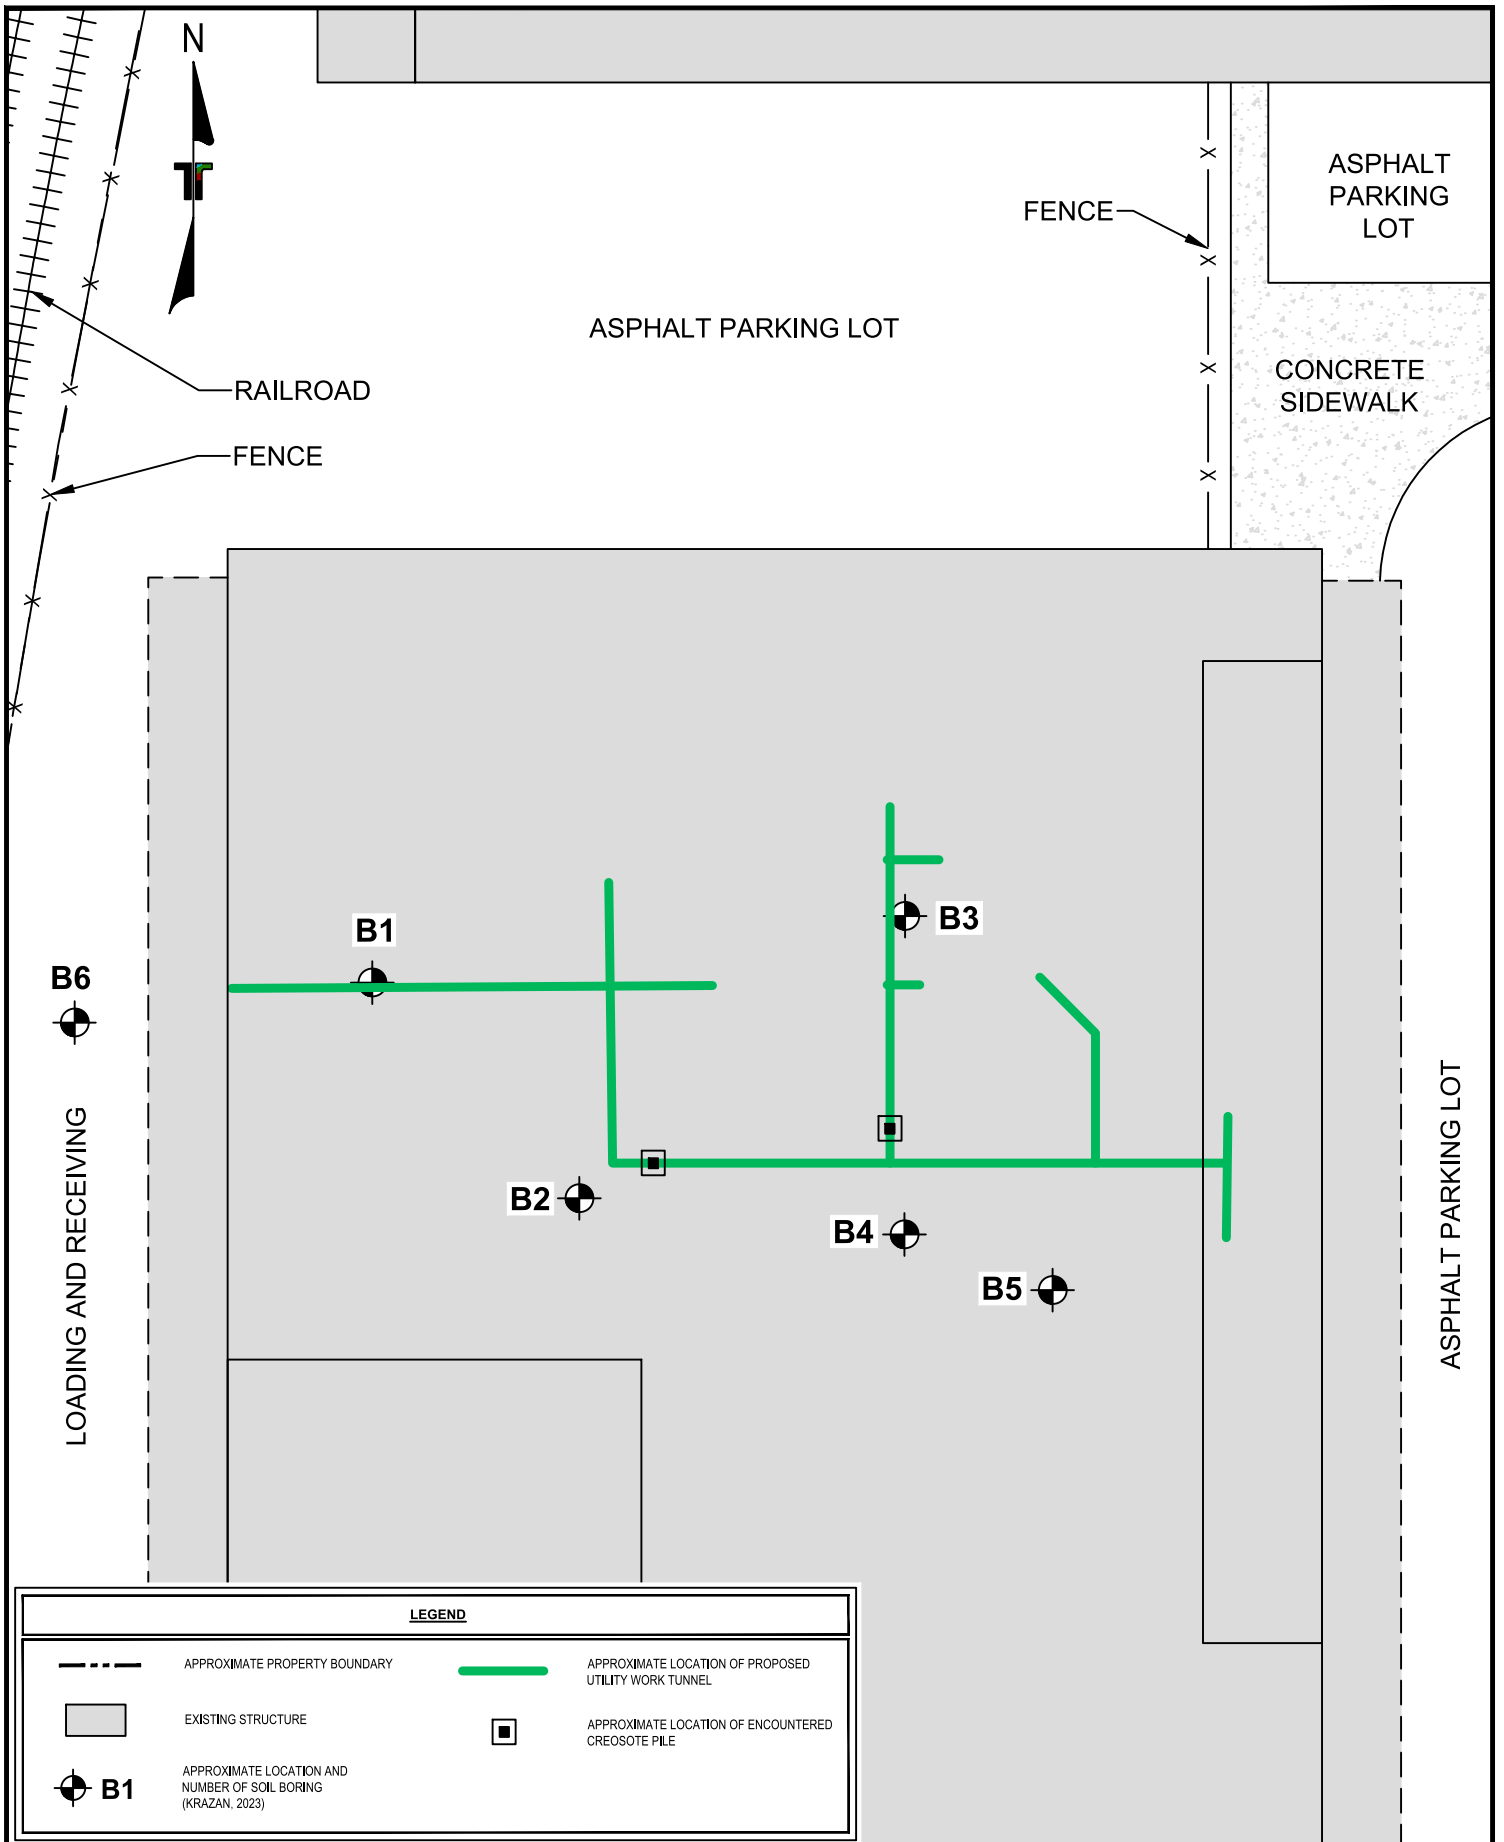 N
ASPHALT
PARKING
LOT
FENCE
ASPHALT PARKING LOT
RAILROAD
CONCRETE
SIDEWALK
FENCE
B1
B3
B6
B2
B4
B5
LOADING AND RECEIVING
ASPHALT PARKING LOT
LEGEND
APPROXIMATE PROPERTY BOUNDARY
EXISTING STRUCTURE
B1
APPROXIMATE LOCATION AND
NUMBER OF SOIL BORING
(KRAZAN, 2023)
APPROXIMATE LOCATION OF PROPOSED
UTILITY WORK TUNNEL
APPROXIMATE LOCATION OF ENCOUNTERED
CREOSOTE PILE